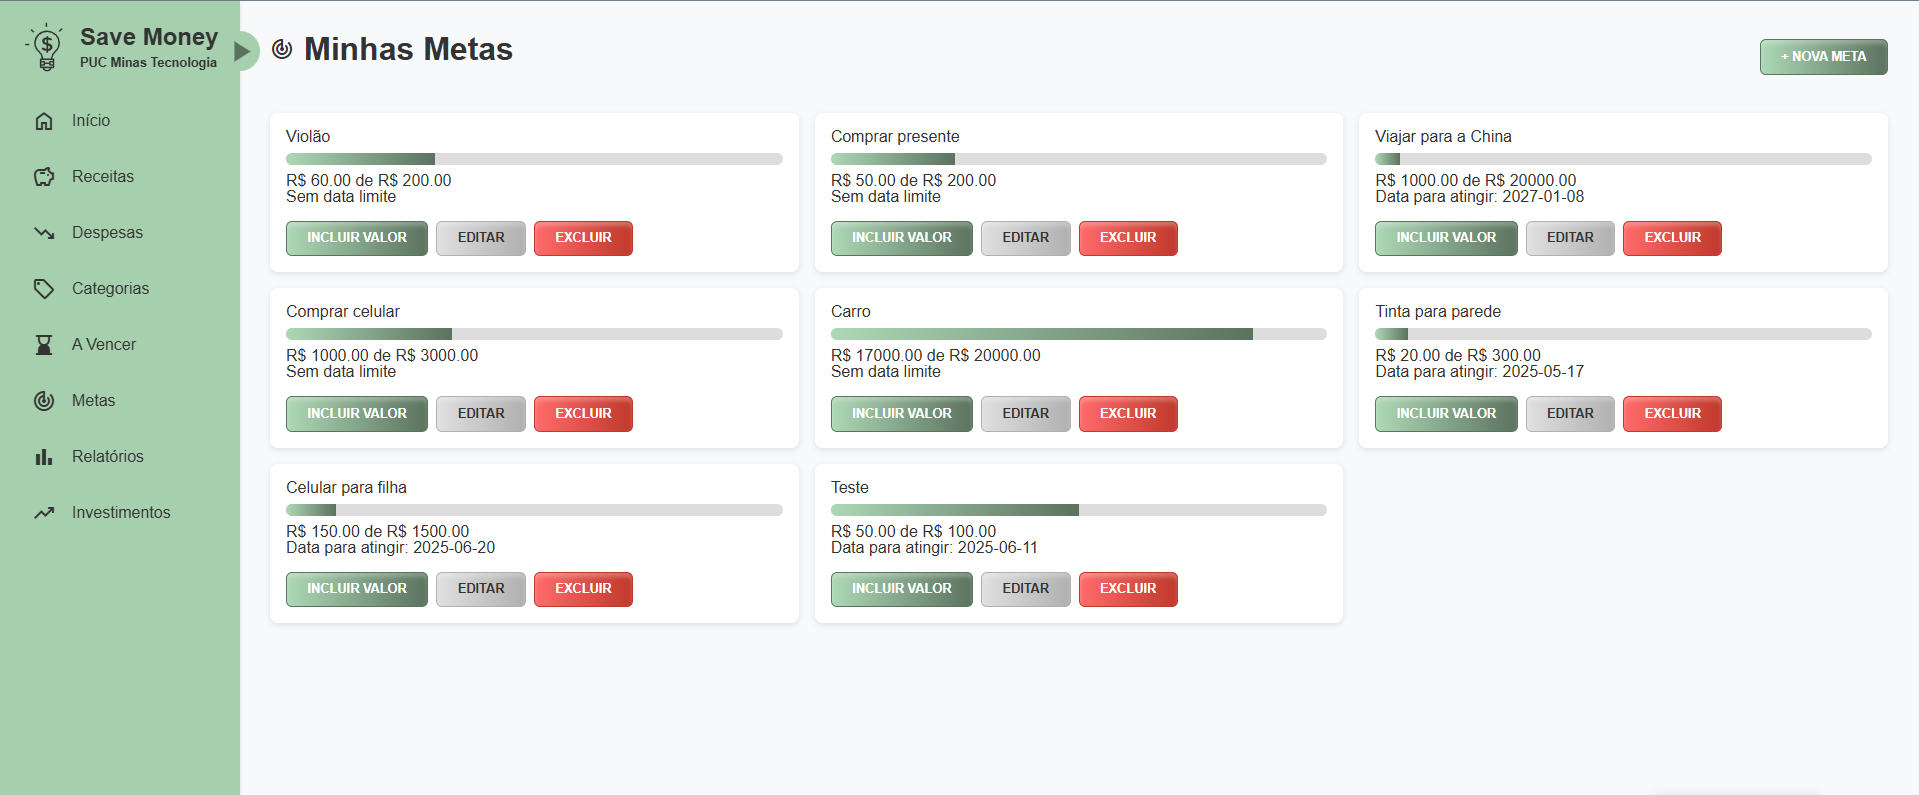 Save Money
PUC Minas Tecnologia
Início
Receitas
Despesas
Categorias
A Vencer
Metas
Relatórios
Investimentos
Minhas Metas
+ NOVA META
Violão
R$ 60.00 de R$ 200.00
Sem data limite
INCLUIR VALOR EDITAR EXCLUIR
Comprar presente
R$ 50.00 de R$ 200.00
Sem data limite
INCLUIR VALOR EDITAR EXCLUIR
Viajar para a China
R$ 1000.00 de R$ 20000.00
Data para atingir: 2027-01-08
INCLUIR VALOR EDITAR EXCLUIR
Comprar celular
R$ 1000.00 de R$ 3000.00
Sem data limite
INCLUIR VALOR EDITAR EXCLUIR
Carro
R$ 17000.00 de R$ 20000.00
Sem data limite
INCLUIR VALOR EDITAR EXCLUIR
Tinta para parede
R$ 20.00 de R$ 300.00
Data para atingir: 2025-05-17
INCLUIR VALOR EDITAR EXCLUIR
Celular para filha
R$ 150.00 de R$ 1500.00
Data para atingir: 2025-06-20
INCLUIR VALOR EDITAR EXCLUIR
Teste
R$ 50.00 de R$ 100.00
Data para atingir: 2025-06-11
INCLUIR VALOR EDITAR EXCLUIR